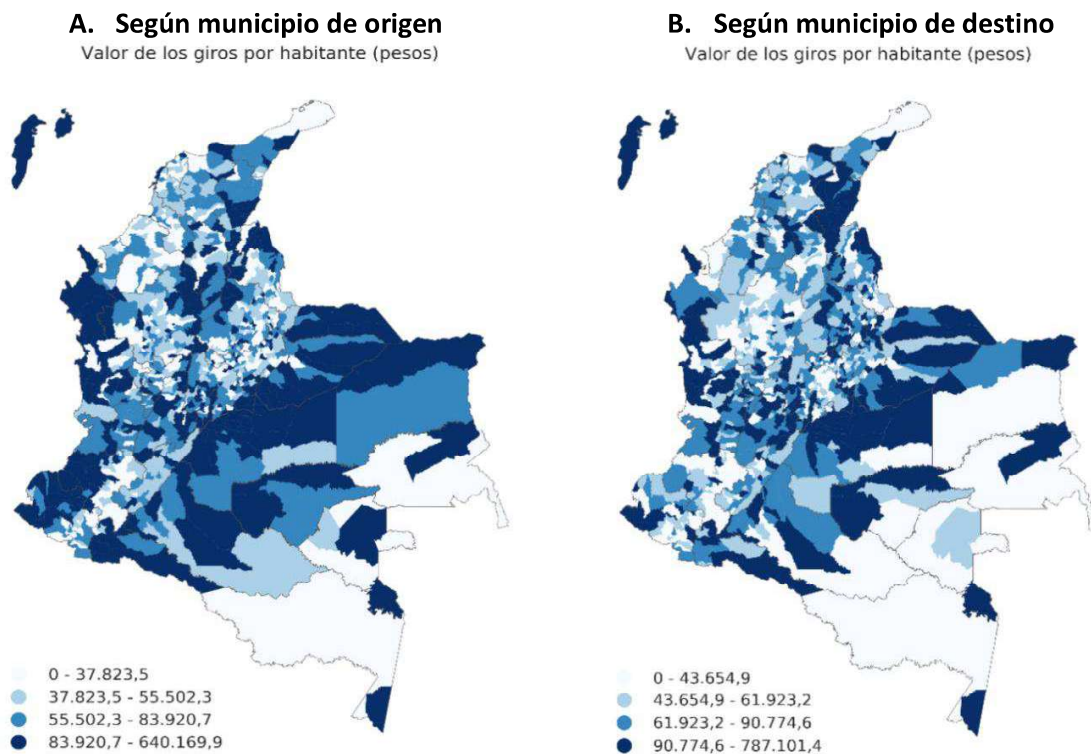 A. Según municipio de origen
Valor de los giros por habitante (pesos)
0 - 37.823,5
37.823,5 - 55.502,3
55.502,3 - 83.920,7
83.920,7 - 640.169,9
B. Según municipio de destino
Valor de los giros por habitante (pesos)
0 - 43.654,9
43.654,9 - 61.923,2
61.923,2 - 90.774,6
90.774,6 - 787.101,4